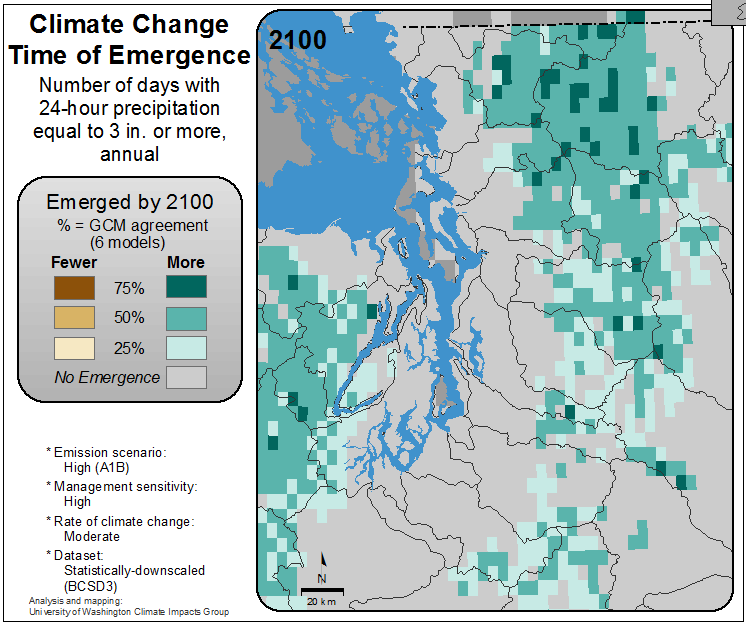 Climate Change
Time of Emergence
Number of days with
24-hour precipitation
equal to 3 in. or more,
annual
Emerged by 2100
% = GCM agreement
(6 models)
Fewer More
75%
50%
25%
No Emergence
* Emission scenario:
High (A1B)
* Management sensitivity:
High
* Rate of climate change:
Moderate
* Dataset:
Statistically-downscaled
(BCSD3)
Analysis and mapping:
University of Washington Climate Impacts Group
2100
N
20 km